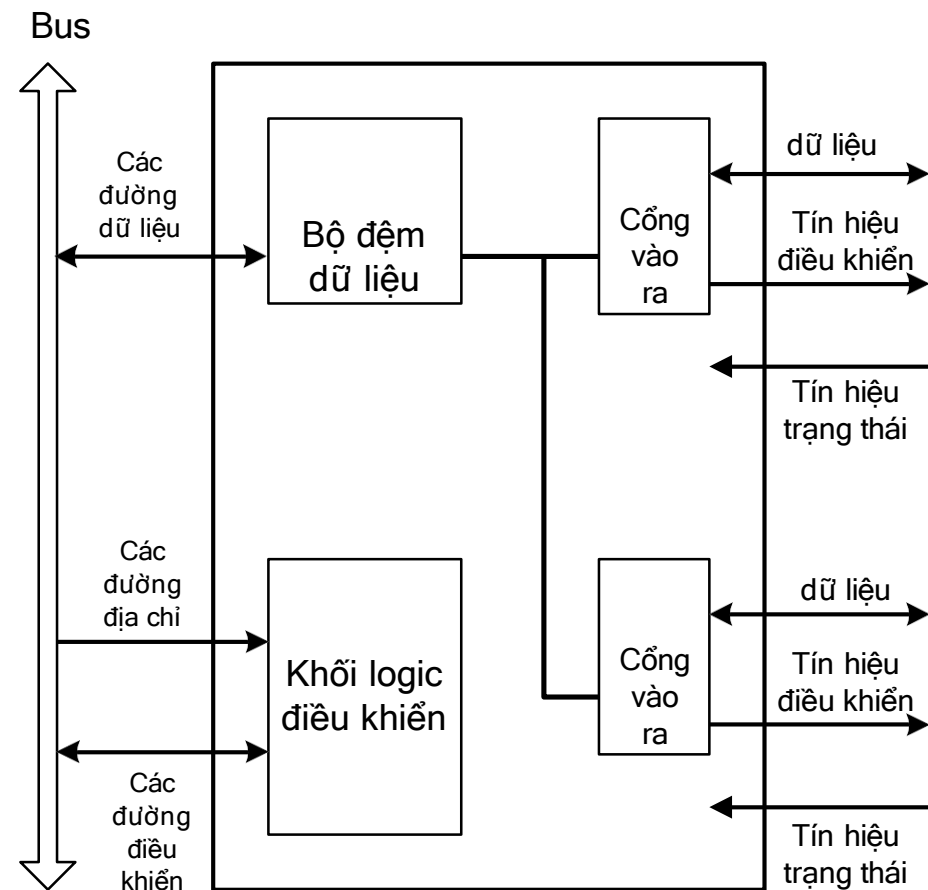 Bus
Các
đường
dữ liệu
Bộ đệm
dữ liệu
Cổng
vào
ra
dữ liệu
Tín hiệu
điều khiển
Tín hiệu
trạng thái
Các
đường
địa chỉ
Khối logic
điều khiển
Các
đường
điều
khiển
Cổng
vào
ra
dữ liệu
Tín hiệu
điều khiển
Tín hiệu
trạng thái